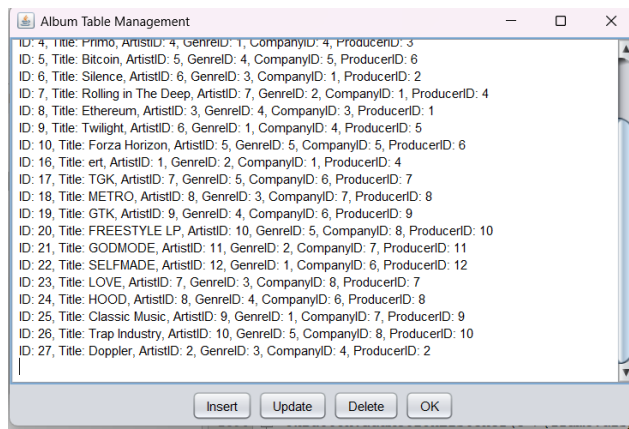 Album Table Management
ID: 4, Title: Primo, ArtistID: 4, GenreID: 1, CompanyID: 4, ProducerID: 3
ID: 5, Title: Bitcoin, ArtistID: 5, GenreID: 4, CompanyID: 5, ProducerID: 6
ID: 6, Title: Silence, ArtistID: 6, GenreID: 3, CompanyID: 1, ProducerID: 2
ID: 7, Title: Rolling in The Deep, ArtistID: 7, GenreID: 2, CompanyID: 1, ProducerID: 4
ID: 8, Title: Ethereum, ArtistID: 3, GenreID: 4, CompanyID: 3, ProducerID: 1
ID: 9, Title: Twilight, ArtistID: 6, GenreID: 1, CompanyID: 4, ProducerID: 5
ID: 10, Title: Forza Horizon, ArtistID: 5, GenreID: 5, CompanyID: 5, ProducerID: 6
ID: 16, Title: ert, ArtistID: 1, GenreID: 2, CompanyID: 1, ProducerID: 4
ID: 17, Title: TGK, ArtistID: 7, GenreID: 5, CompanyID: 6, ProducerID: 7
ID: 18, Title: METRO, ArtistID: 8, GenreID: 3, CompanyID: 7, ProducerID: 8
ID: 19, Title: GTK, ArtistID: 9, GenreID: 4, CompanyID: 6, ProducerID: 9
ID: 20, Title: FREESTYLE LP, ArtistID: 10, GenreID: 5, CompanyID: 8, ProducerID: 10
ID: 21, Title: GODMODE, ArtistID: 11, GenreID: 2, CompanyID: 7, ProducerID: 11
ID: 22, Title: SELFMADE, ArtistID: 12, GenreID: 1, CompanyID: 6, ProducerID: 12
ID: 23, Title: LOVE, ArtistID: 7, GenreID: 3, CompanyID: 8, ProducerID: 7
ID: 24, Title: HOOD, ArtistID: 8, GenreID: 4, CompanyID: 6, ProducerID: 8
ID: 25, Title: Classic Music, ArtistID: 9, GenreID: 1, CompanyID: 7, ProducerID: 9
ID: 26, Title: Trap Industry, ArtistID: 10, GenreID: 5, CompanyID: 8, ProducerID: 10
ID: 27, Title: Doppler, ArtistID: 2, GenreID: 3, CompanyID: 4, ProducerID: 2
Insert Update Delete OK